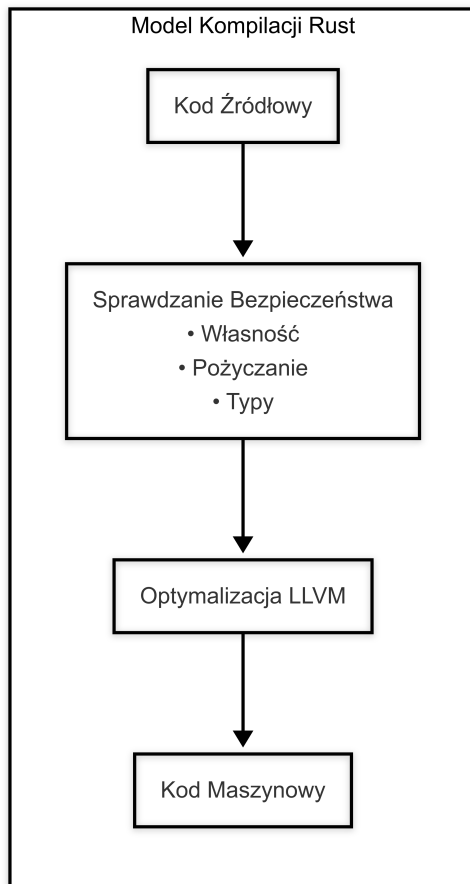 Model Kompilacji Rust
Kod Źródłowy
Sprawdzanie Bezpieczeństwa
• Własność
• Pożyczanie
• Typy
Optymalizacja LLVM
Kod Maszynowy